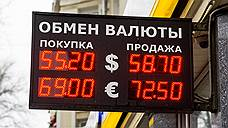 ОБМЕН ВАЛЮТЫ
ПОКУПКА ПРОДАЖА
55.20 $ 58.70
69.00 € 72.50